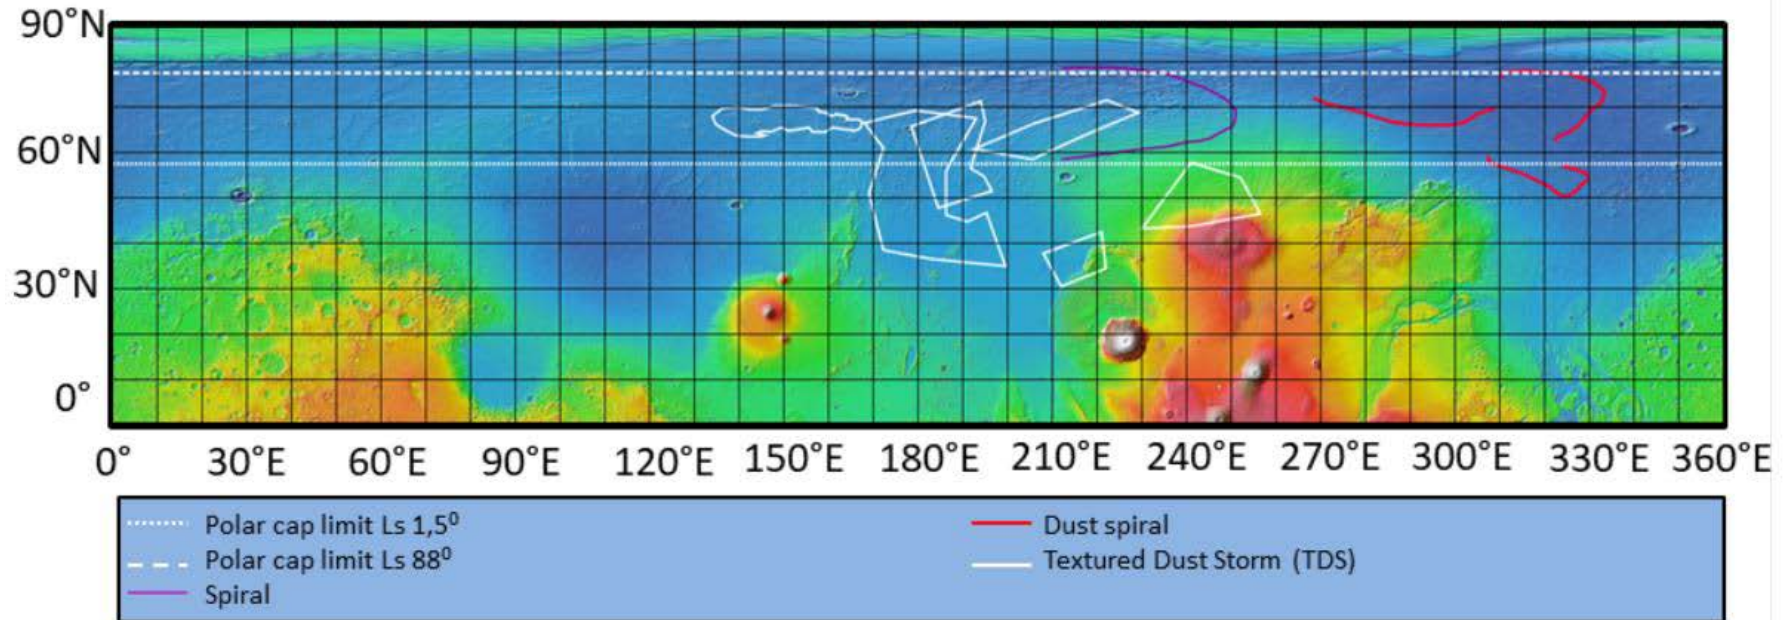 90°N
60°N
30°N
0°
0° 30°E 60°E 90°E 120°E 150°E 180°E 210°E 240°E 270°E 300°E 330°E 360°E
Polar cap limit Ls 1,5⁰
Polar cap limit Ls 88⁰
Spiral
Dust spiral
Textured Dust Storm (TDS)